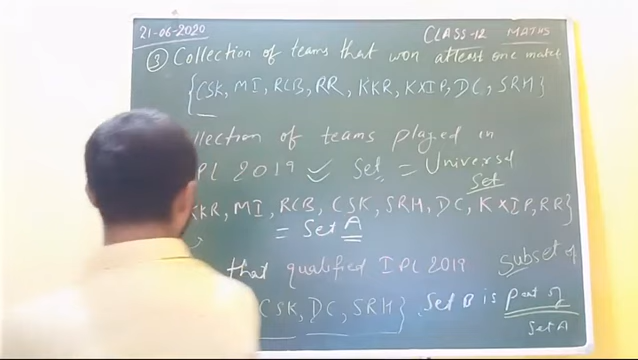 21-06-2020 CLASS-12 MATHS
③ Collection of teams that won atleast one match
{CSK, MI, RCB, RR, KKR, KXIP, DC, SRH}
llection of teams played in
PL 2019 ✓ Set = Universal
Set
KKR, MI, RCB, CSK, SRH, DC, KXIP, RR}
= Set A
that qualified IPL 2019 Subset of
CSK, DC, SRH}. Set B is part of
Set A